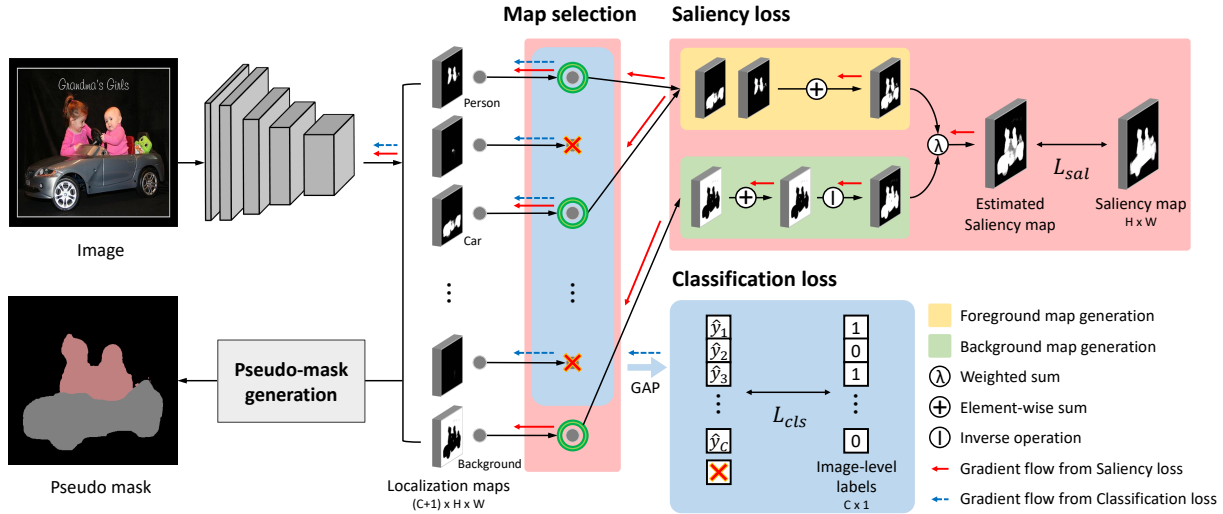 Map selection
Saliency loss
Grandma's Girls
Image
Person
Car
Background
Localization maps
(C+1) x H x W
Pseudo-mask
generation
Pseudo mask
+
λ
+
|
Estimated
Saliency map
L_sal
Saliency map
H x W
Classification loss
GAP
ŷ_1
ŷ_2
ŷ_3
ŷ_C
L_cls
1
0
1
0
Image-level
labels
C x 1
Foreground map generation
Background map generation
λ Weighted sum
+ Element-wise sum
| Inverse operation
Gradient flow from Saliency loss
Gradient flow from Classification loss